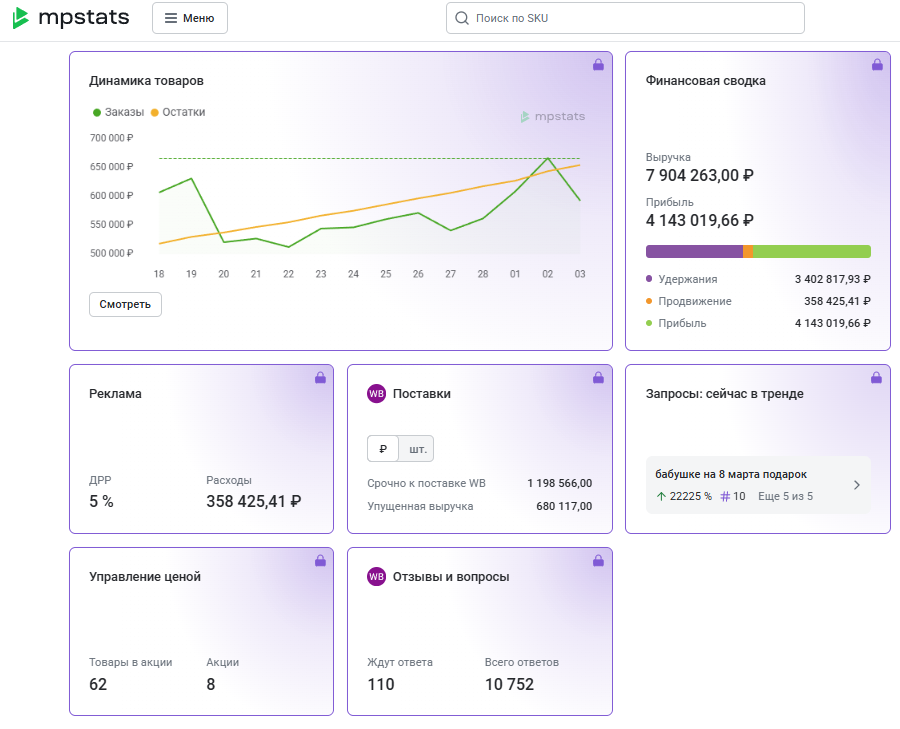 mpstats
Меню
Поиск по SKU
Динамика товаров
Заказы Остатки
mpstats
700 000 ₽
650 000 ₽
600 000 ₽
550 000 ₽
500 000 ₽
18 19 20 21 22 23 24 25 26 27 28 01 02 03
Смотреть
Финансовая сводка
Выручка
7 904 263,00 ₽
Прибыль
4 143 019,66 ₽
Удержания 3 402 817,93 ₽
Продвижение 358 425,41 ₽
Прибыль 4 143 019,66 ₽
Реклама
ДРР Расходы
5 % 358 425,41 ₽
WB Поставки
₽ шт.
Срочно к поставке WB 1 198 566,00
Упущенная выручка 680 117,00
Запросы: сейчас в тренде
бабушке на 8 марта подарок
22225 % # 10 Еще 5 из 5
Управление ценой
Товары в акции Акции
62 8
WB Отзывы и вопросы
Ждут ответа Всего ответов
110 10 752